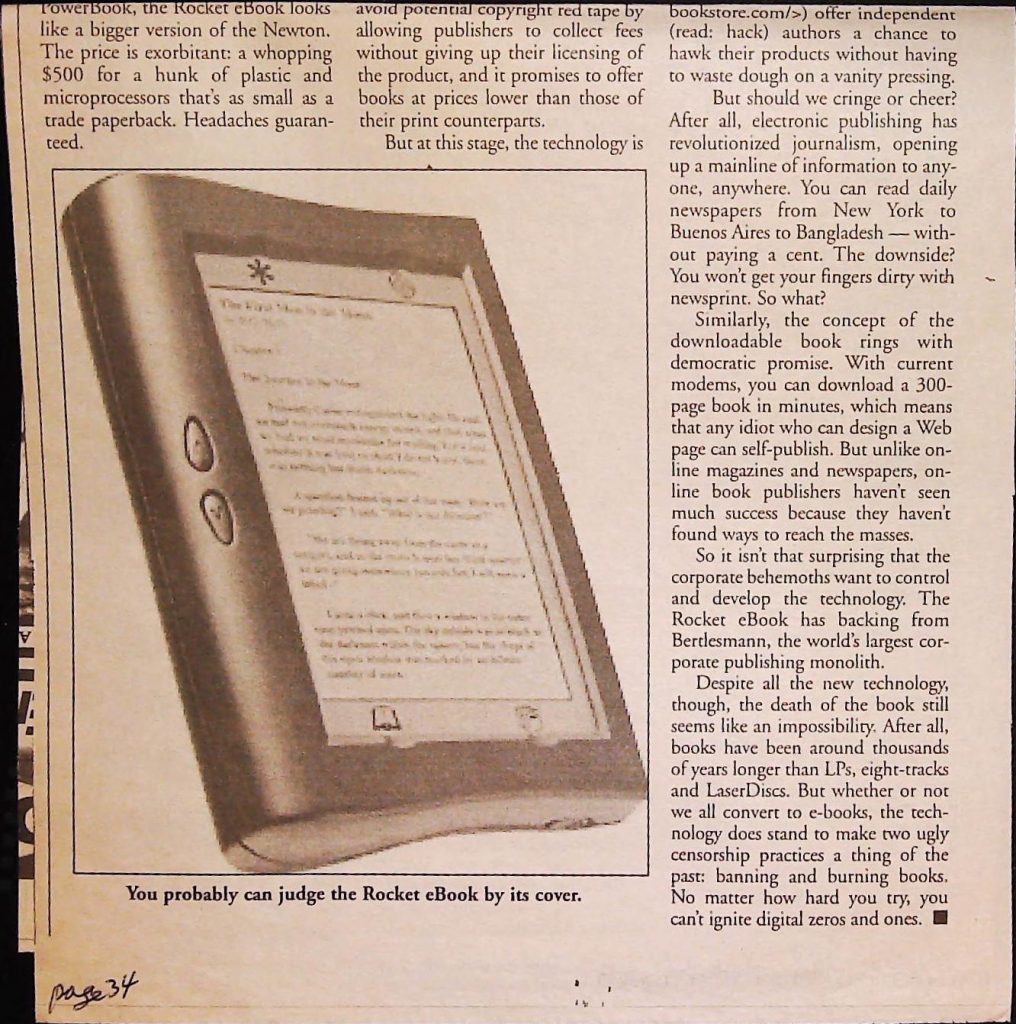 PowerBook, the Rocket eBook looks
like a bigger version of the Newton.
The price is exorbitant: a whopping
$500 for a hunk of plastic and
microprocessors that's as small as a
trade paperback. Headaches guaran-
teed.
avoid potential copyright red tape by
allowing publishers to collect fees
without giving up their licensing of
the product, and it promises to offer
books at prices lower than those of
their print counterparts.
But at this stage, the technology is
bookstore.com/>) offer independent
(read: hack) authors a chance to
hawk their products without having
to waste dough on a vanity pressing.
But should we cringe or cheer?
After all, electronic publishing has
revolutionized journalism, opening
up a mainline of information to any-
one, anywhere. You can read daily
newspapers from New York to
Buenos Aires to Bangladesh — with-
out paying a cent. The downside?
You won't get your fingers dirty with
newsprint. So what?
Similarly, the concept of the
downloadable book rings with
democratic promise. With current
modems, you can download a 300-
page book in minutes, which means
that any idiot who can design a Web
page can self-publish. But unlike on-
line magazines and newspapers, on-
line book publishers haven't seen
much success because they haven't
found ways to reach the masses.
So it isn't that surprising that the
corporate behemoths want to control
and develop the technology. The
Rocket eBook has backing from
Bertlesmann, the world's largest cor-
porate publishing monolith.
Despite all the new technology,
though, the death of the book still
seems like an impossibility. After all,
books have been around thousands
of years longer than LPs, eight-tracks
and LaserDiscs. But whether or not
we all convert to e-books, the tech-
nology does stand to make two ugly
censorship practices a thing of the
past: banning and burning books.
No matter how hard you try, you
can't ignite digital zeros and ones.
You probably can judge the Rocket eBook by its cover.
page 34